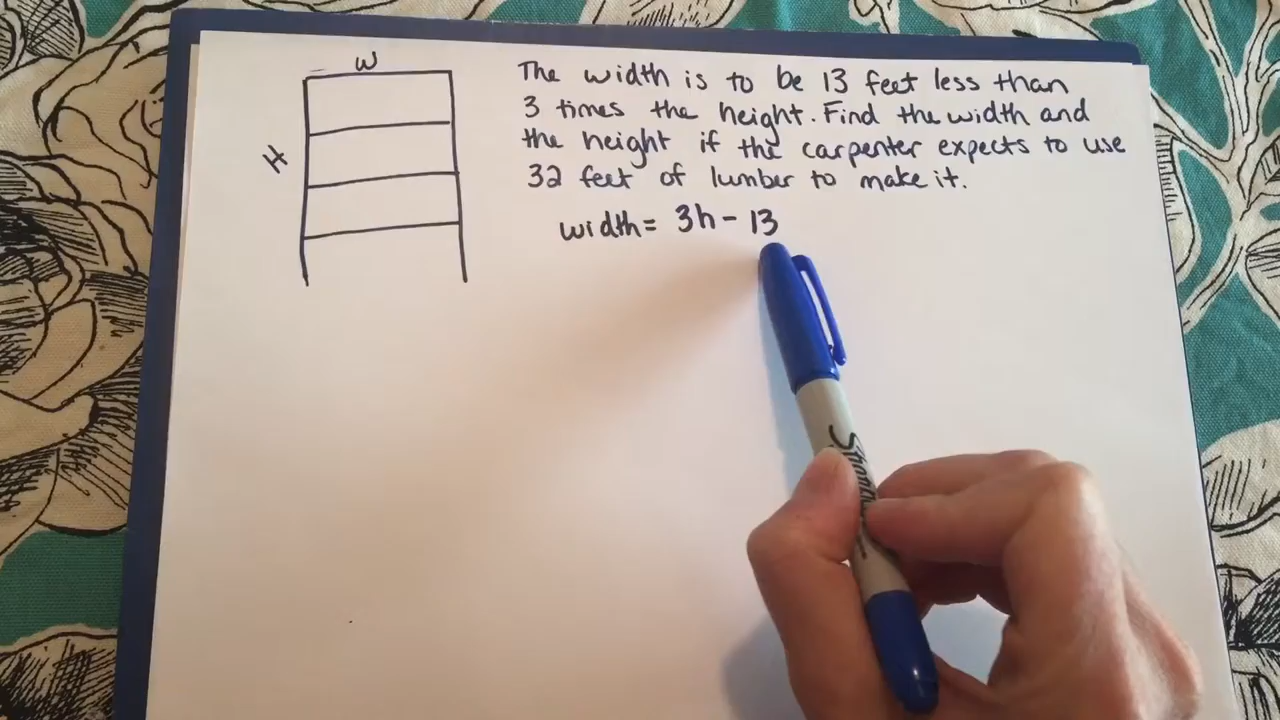 W
H
The width is to be 13 feet less than
3 times the height. Find the width and
the height if the carpenter expects to use
32 feet of lumber to make it.
width= 3h - 13